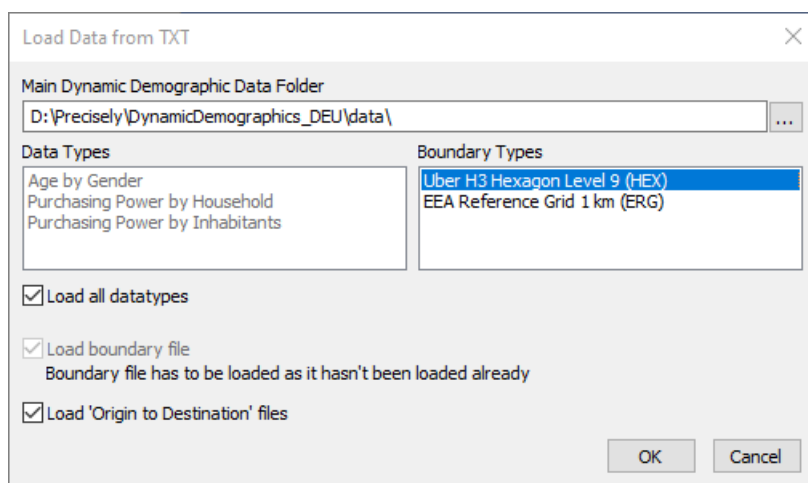 Load Data from TXT
Main Dynamic Demographic Data Folder
D:\Precisely\DynamicDemographics_DEU\data\
...
Data Types
Age by Gender
Purchasing Power by Household
Purchasing Power by Inhabitants
Boundary Types
Uber H3 Hexagon Level 9 (HEX)
EEA Reference Grid 1 km (ERG)
Load all datatypes
Load boundary file
Boundary file has to be loaded as it hasn't been loaded already
Load 'Origin to Destination' files
OK
Cancel